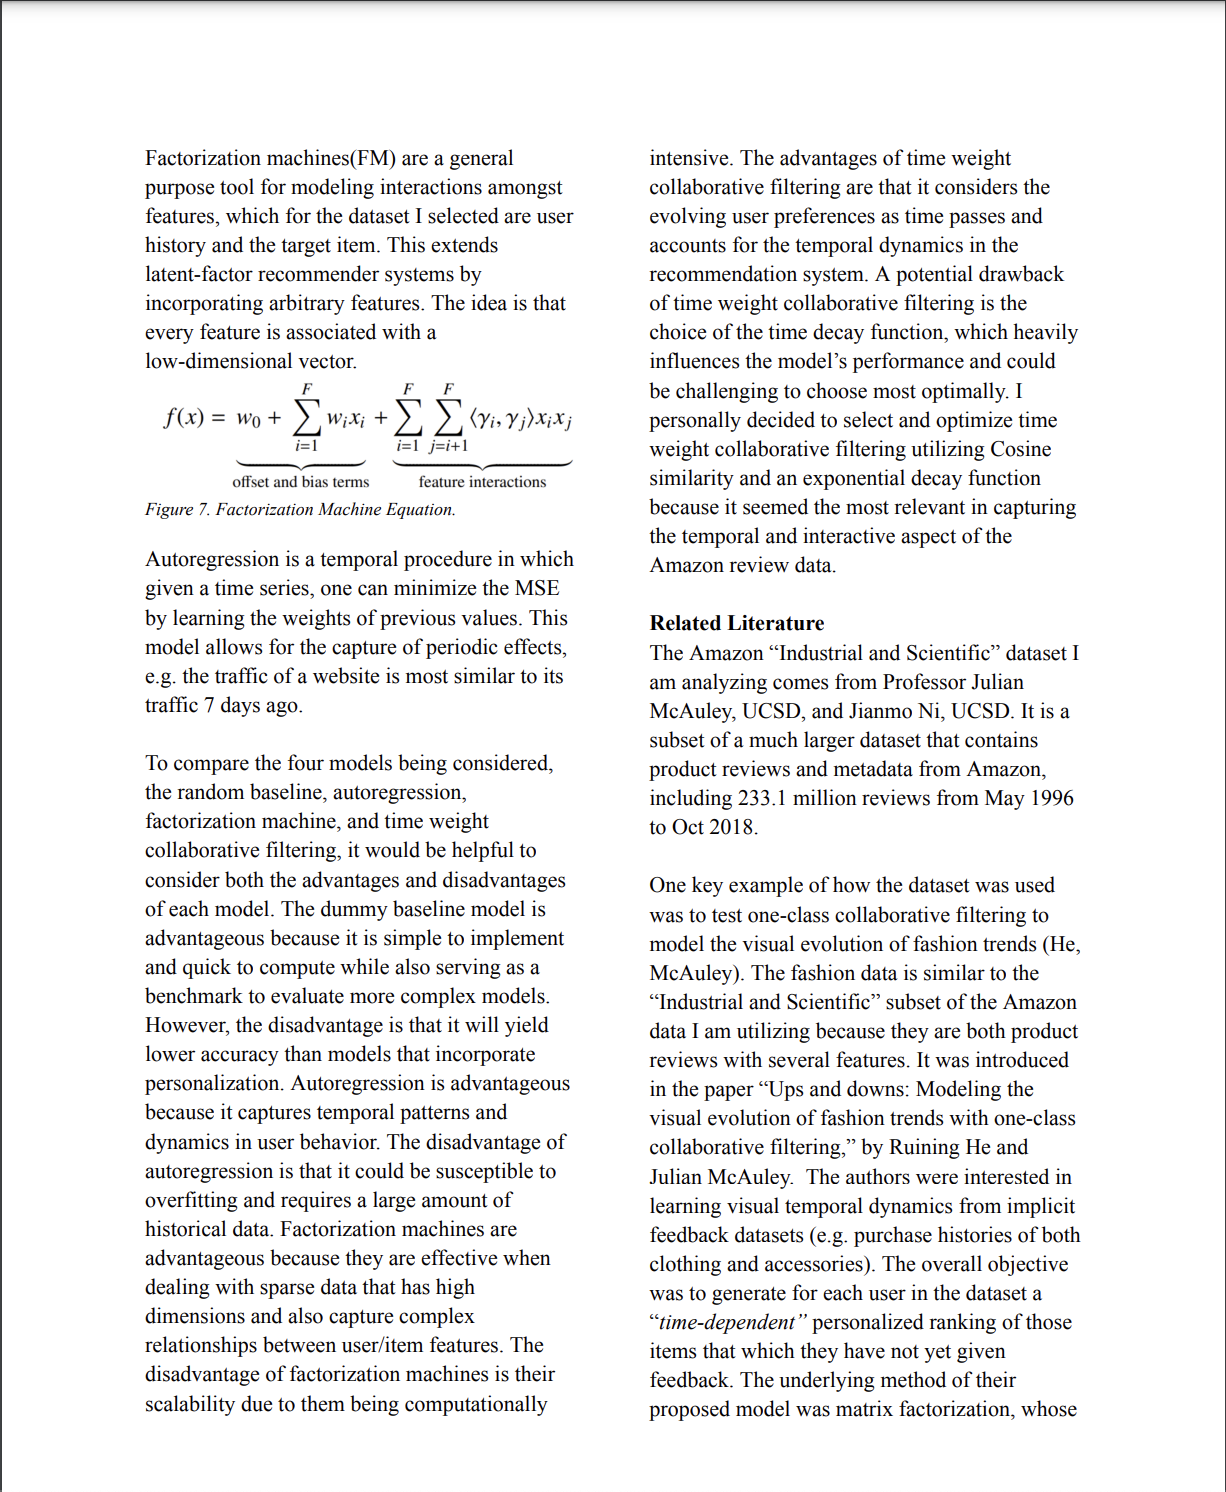 Factorization machines(FM) are a general
purpose tool for modeling interactions amongst
features, which for the dataset I selected are user
history and the target item. This extends
latent-factor recommender systems by
incorporating arbitrary features. The idea is that
every feature is associated with a
low-dimensional vector.
f(x) = w₀ + ∑_{i=1}^{F} wᵢxᵢ + ∑_{i=1}^{F} ∑_{j=i+1}^{F} ⟨γᵢ, γⱼ⟩xᵢxⱼ
offset and bias terms feature interactions
Figure 7. Factorization Machine Equation.
Autoregression is a temporal procedure in which
given a time series, one can minimize the MSE
by learning the weights of previous values. This
model allows for the capture of periodic effects,
e.g. the traffic of a website is most similar to its
traffic 7 days ago.
To compare the four models being considered,
the random baseline, autoregression,
factorization machine, and time weight
collaborative filtering, it would be helpful to
consider both the advantages and disadvantages
of each model. The dummy baseline model is
advantageous because it is simple to implement
and quick to compute while also serving as a
benchmark to evaluate more complex models.
However, the disadvantage is that it will yield
lower accuracy than models that incorporate
personalization. Autoregression is advantageous
because it captures temporal patterns and
dynamics in user behavior. The disadvantage of
autoregression is that it could be susceptible to
overfitting and requires a large amount of
historical data. Factorization machines are
advantageous because they are effective when
dealing with sparse data that has high
dimensions and also capture complex
relationships between user/item features. The
disadvantage of factorization machines is their
scalability due to them being computationally
intensive. The advantages of time weight
collaborative filtering are that it considers the
evolving user preferences as time passes and
accounts for the temporal dynamics in the
recommendation system. A potential drawback
of time weight collaborative filtering is the
choice of the time decay function, which heavily
influences the model’s performance and could
be challenging to choose most optimally. I
personally decided to select and optimize time
weight collaborative filtering utilizing Cosine
similarity and an exponential decay function
because it seemed the most relevant in capturing
the temporal and interactive aspect of the
Amazon review data.
Related Literature
The Amazon “Industrial and Scientific” dataset I
am analyzing comes from Professor Julian
McAuley, UCSD, and Jianmo Ni, UCSD. It is a
subset of a much larger dataset that contains
product reviews and metadata from Amazon,
including 233.1 million reviews from May 1996
to Oct 2018.
One key example of how the dataset was used
was to test one-class collaborative filtering to
model the visual evolution of fashion trends (He,
McAuley). The fashion data is similar to the
“Industrial and Scientific” subset of the Amazon
data I am utilizing because they are both product
reviews with several features. It was introduced
in the paper “Ups and downs: Modeling the
visual evolution of fashion trends with one-class
collaborative filtering,” by Ruining He and
Julian McAuley.  The authors were interested in
learning visual temporal dynamics from implicit
feedback datasets (e.g. purchase histories of both
clothing and accessories). The overall objective
was to generate for each user in the dataset a
“time-dependent” personalized ranking of those
items that which they have not yet given
feedback. The underlying method of their
proposed model was matrix factorization, whose